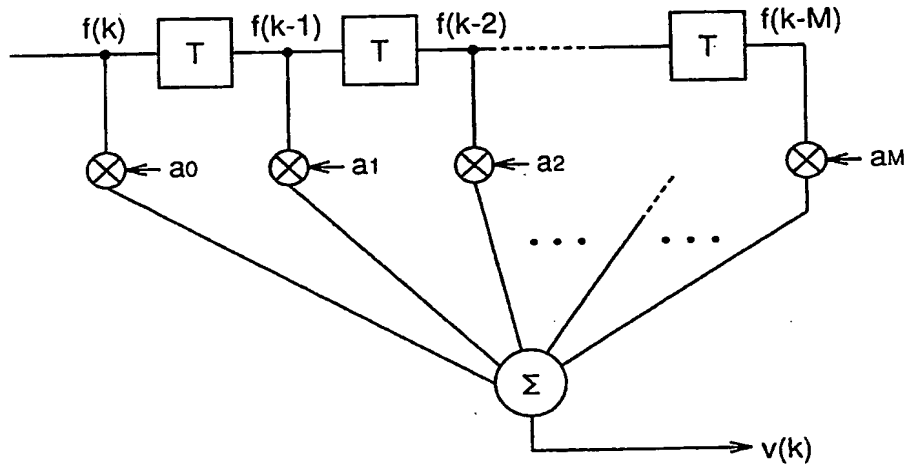 f(k) f(k-1) f(k-2) f(k-M)
T T T
a0 a1 a2 aM
Σ
v(k)